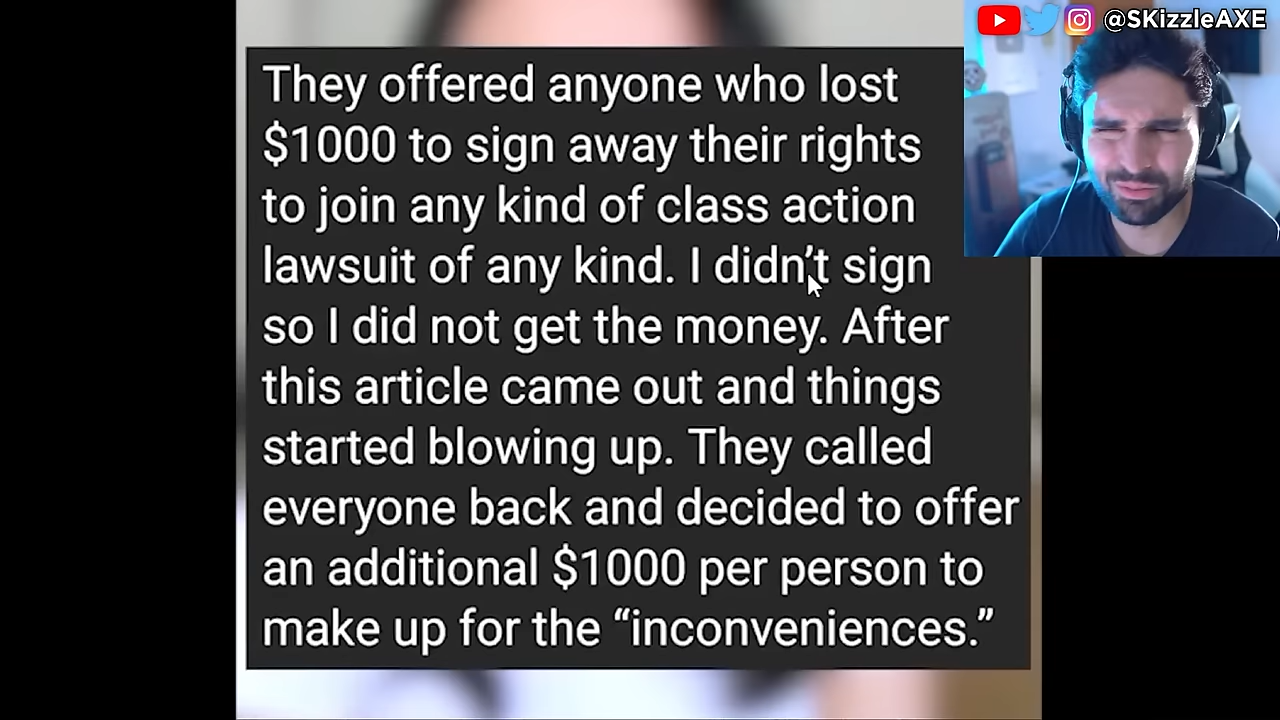 @SKizzleAXE
They offered anyone who lost
$1000 to sign away their rights
to join any kind of class action
lawsuit of any kind. I didn’t sign
so I did not get the money. After
this article came out and things
started blowing up. They called
everyone back and decided to offer
an additional $1000 per person to
make up for the “inconveniences.”